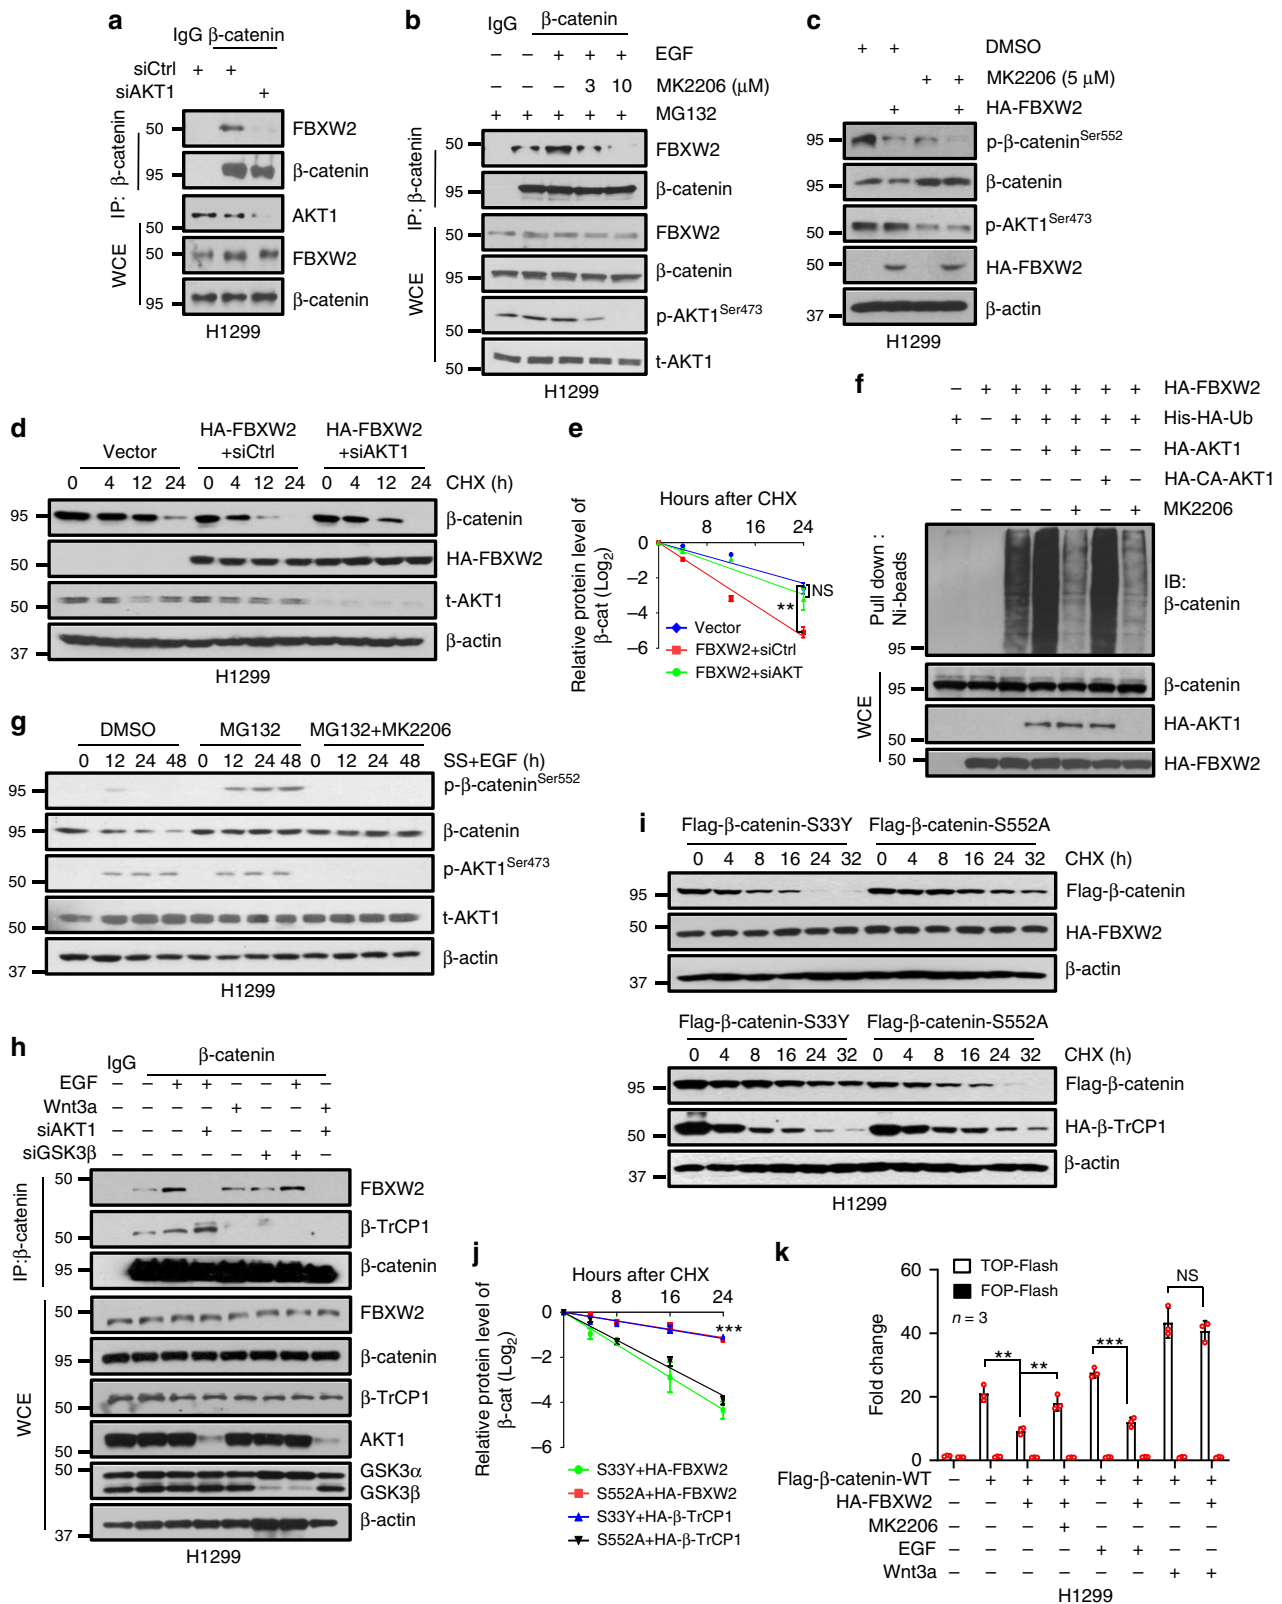 a
IgG β-catenin
siCtrl + +
siAKT1 +
IP: β-catenin
50 FBXW2
95 β-catenin
WCE
50 AKT1
50 FBXW2
95 β-catenin
H1299
b
IgG β-catenin
– – + + + EGF
– – – 3 10 MK2206 (μM)
+ + + + + MG132
IP: β-catenin
50 FBXW2
95 β-catenin
WCE
50 FBXW2
95 β-catenin
50 p-AKT1Ser473
50 t-AKT1
H1299
c
+ + DMSO
+ + MK2206 (5 μM)
+ + HA-FBXW2
95 p-β-cateninSer552
95 β-catenin
50 p-AKT1Ser473
50 HA-FBXW2
37 β-actin
H1299
d
Vector HA-FBXW2 +siCtrl HA-FBXW2 +siAKT1
0 4 12 24 0 4 12 24 0 4 12 24 CHX (h)
95 β-catenin
50 HA-FBXW2
50 t-AKT1
37 β-actin
H1299
e
Hours after CHX
8 16 24
Relative protein level of
β-cat (Log2)
0
–2
–4
–6
NS
**
Vector
FBXW2+siCtrl
FBXW2+siAKT
f
– + + + + + + HA-FBXW2
+ – + + + + + His-HA-Ub
– – – + + – – HA-AKT1
– – – – – + – HA-CA-AKT1
– – – – + – + MK2206
Pull down :
Ni-beads
95
IB:
β-catenin
WCE
95 β-catenin
50 HA-AKT1
50 HA-FBXW2
g
DMSO MG132 MG132+MK2206
0 12 24 48 0 12 24 48 0 12 24 48 SS+EGF (h)
95 p-β-cateninSer552
95 β-catenin
50 p-AKT1Ser473
50 t-AKT1
37 β-actin
H1299
h
IgG β-catenin
EGF – – + + – – + –
Wnt3a – – – – + – – +
siAKT1 – – – + – – – +
siGSK3β – – – – – + + –
IP:β-catenin
50 FBXW2
50 β-TrCP1
95 β-catenin
WCE
50 FBXW2
95 β-catenin
50 β-TrCP1
50 AKT1
50 GSK3α
GSK3β
37 β-actin
H1299
i
Flag-β-catenin-S33Y Flag-β-catenin-S552A
0 4 8 16 24 32 0 4 8 16 24 32 CHX (h)
95 Flag-β-catenin
50 HA-FBXW2
37 β-actin
Flag-β-catenin-S33Y Flag-β-catenin-S552A
0 4 8 16 24 32 0 4 8 16 24 32 CHX (h)
95 Flag-β-catenin
50 HA-β-TrCP1
37 β-actin
H1299
j
Hours after CHX
8 16 24
Relative protein level of
β-cat (Log2)
0
–2
–4
–6
***
S33Y+HA-FBXW2
S552A+HA-FBXW2
S33Y+HA-β-TrCP1
S552A+HA-β-TrCP1
k
TOP-Flash
FOP-Flash
n = 3
Fold change
60
40
20
0
** ** *** NS
Flag-β-catenin-WT – + + + + + + +
HA-FBXW2 – – + + – + – +
MK2206 – – – + – – – –
EGF – – – – + + – –
Wnt3a – – – – – – + +
H1299